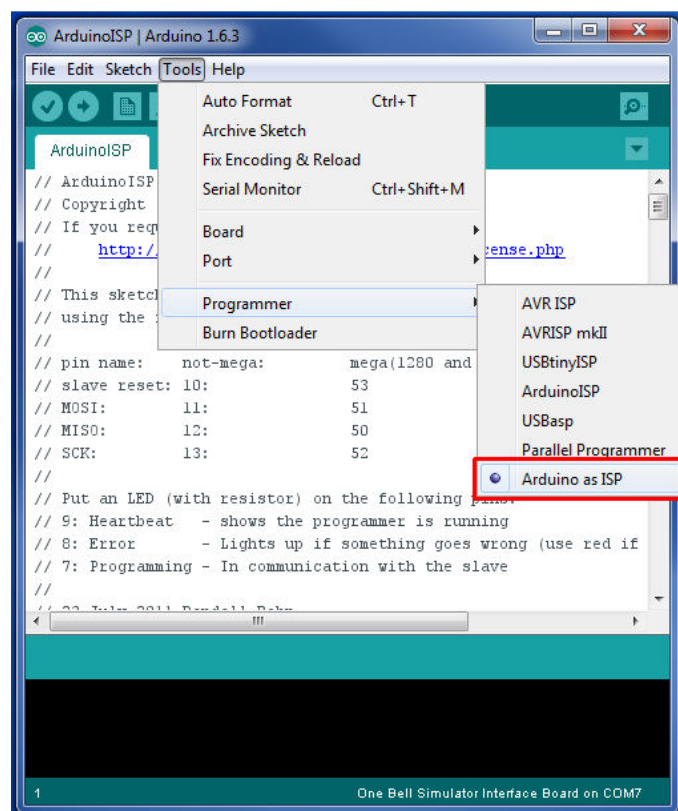 ArduinoISP | Arduino 1.6.3
File Edit Sketch Tools Help
Auto Format Ctrl+T
Archive Sketch
Fix Encoding & Reload
Serial Monitor Ctrl+Shift+M
Board
Port
Programmer
Burn Bootloader
AVR ISP
AVRISP mkII
USBtinyISP
ArduinoISP
USBasp
Parallel Programmer
Arduino as ISP
ArduinoISP
// ArduinoISP
// Copyright
// If you
// http:/
//
// This
// using the
//
// pin name: not-mega: mega(1280 and
// slave reset: 10: 53
// MOSI: 11: 51
// MISO: 12: 50
// SCK: 13: 52
//
// Put an LED (with resistor) on the following pins:
// 9: Heartbeat - shows the programmer is running
// 8: Error - Lights up if something goes wrong (use red if
// 7: Programming - In communication with the slave
//
1 One Bell Simulator Interface Board on COM7